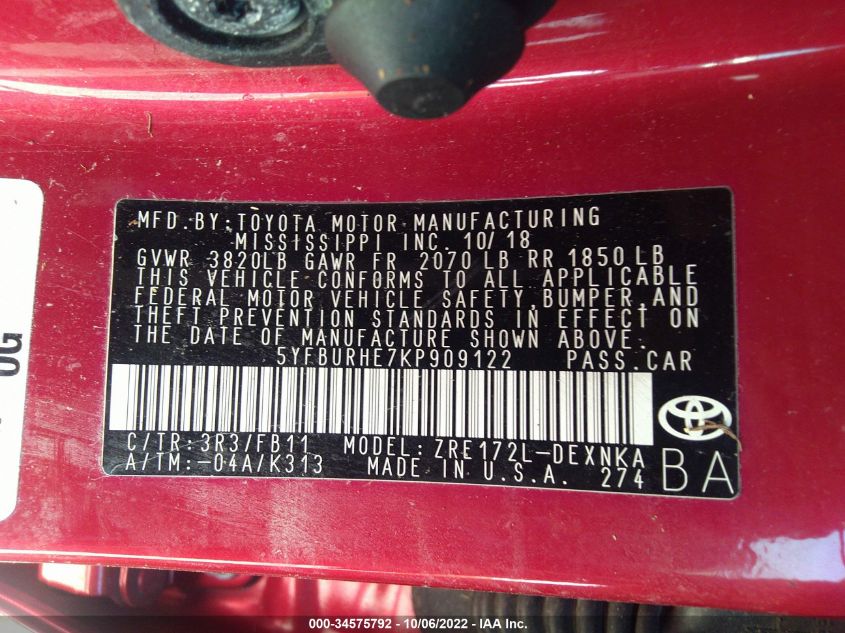 MFD.BY:TOYOTA MOTOR MANUFACTURING
MISSISSIPPI INC. 10/18
GVWR 3820LB GAWR FR 2070 LB RR 1850 LB
THIS VEHICLE CONFORMS TO ALL APPLICABLE
FEDERAL MOTOR VEHICLE SAFETY,BUMPER,AND
THEFT PREVENTION STANDARDS IN EFFECT ON
THE DATE OF MANUFACTURE SHOWN ABOVE.
5YFBURHE7KP909122 PASS.CAR
C/TR:3R3/FB11 MODEL:ZRE172L-DEXNKA
A/TM:-04A/K313 MADE IN U.S.A. 274
BA
OG
000-34575792 - 10/06/2022 - IAA Inc.